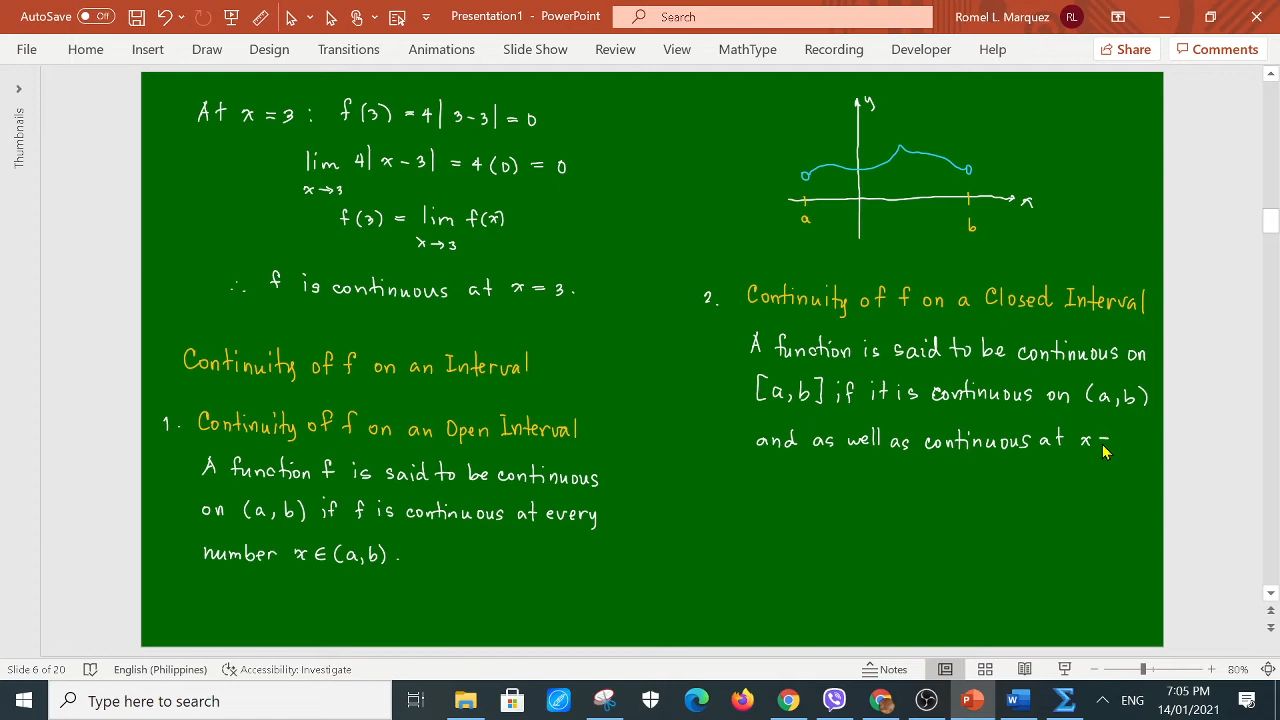 AutoSave Off
Presentation1 - PowerPoint
Search
Romel L. Marquez RL
File Home Insert Draw Design Transitions Animations Slide Show Review View MathType Recording Developer Help Share Comments
Thumbnails
At x = 3 : f(3) = 4|3-3| = 0
lim 4|x-3| = 4(0) = 0
x→3
f(3) = lim f(x)
x→3
∴ f is continuous at x = 3.
Continuity of f on an Interval
1. Continuity of f on an Open Interval
A function f is said to be continuous
on (a,b) if f is continuous at every
number x ∈ (a,b).
y
x
a b
2. Continuity of f on a Closed Interval
A function is said to be continuous on
[a,b] if it is continuous on (a,b)
and as well as continuous at x -
Slide 6 of 20 English (Philippines) Accessibility: Investigate Notes 80%
Type here to search
ENG
7:05 PM
14/01/2021